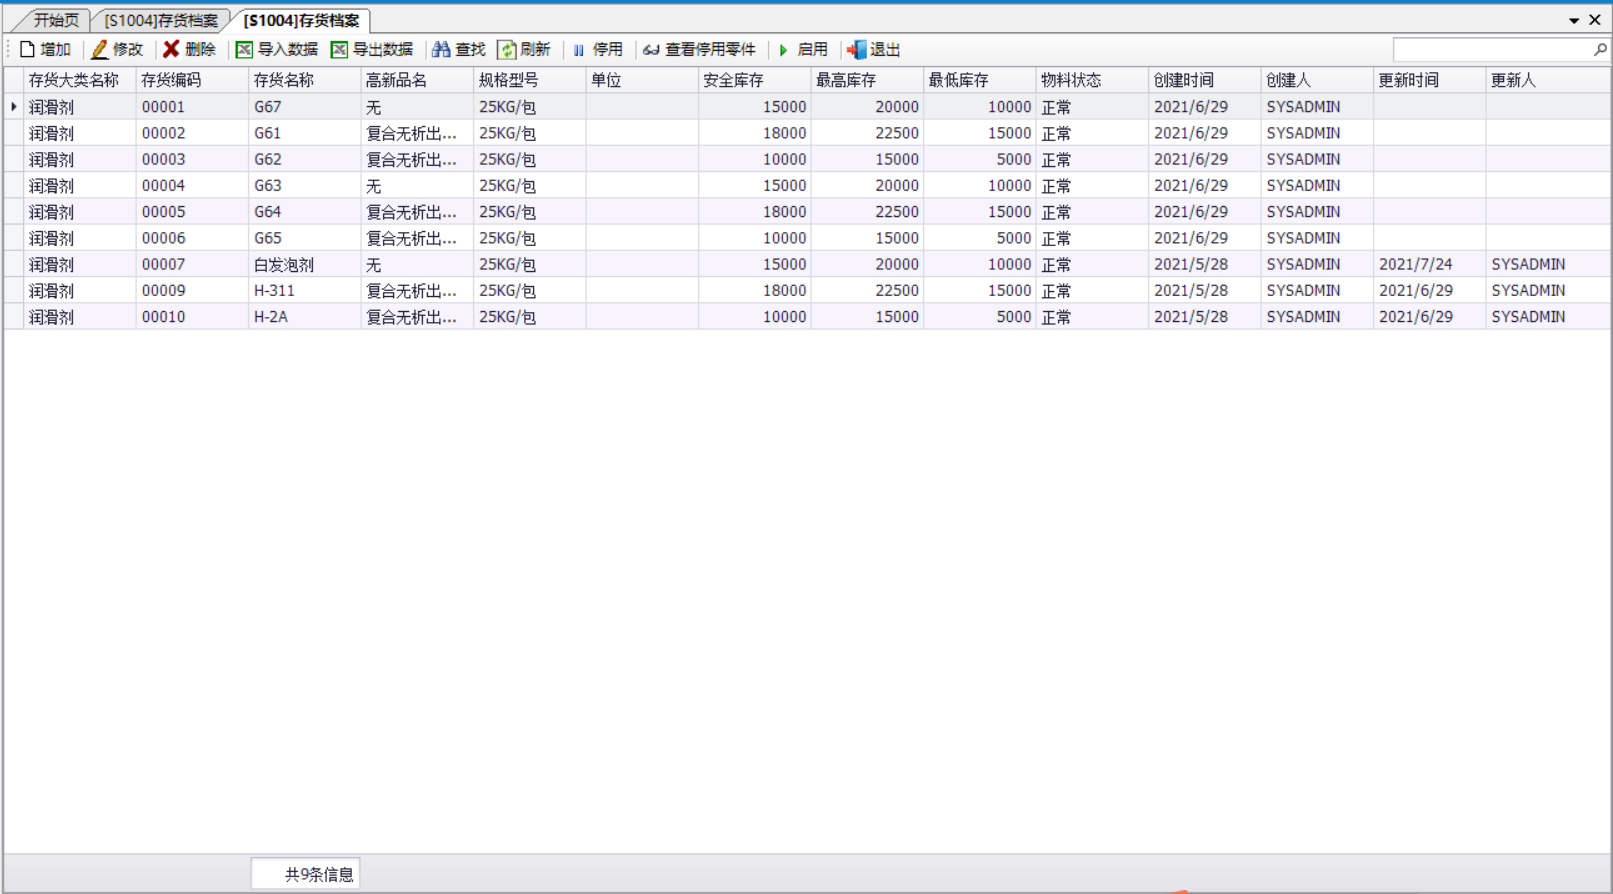 开始页 [S1004]存货档案 [S1004]存货档案
增加 修改 删除 导入数据 导出数据 查找 刷新 停用 查看停用零件 启用 退出
存货大类名称 存货编码 存货名称 高新品名 规格型号 单位 安全库存 最高库存 最低库存 物料状态 创建时间 创建人 更新时间 更新人
润滑剂 00001 G67 无 25KG/包 15000 20000 10000 正常 2021/6/29 SYSADMIN
润滑剂 00002 G61 复合无析出... 25KG/包 18000 22500 15000 正常 2021/6/29 SYSADMIN
润滑剂 00003 G62 复合无析出... 25KG/包 10000 15000 5000 正常 2021/6/29 SYSADMIN
润滑剂 00004 G63 无 25KG/包 15000 20000 10000 正常 2021/6/29 SYSADMIN
润滑剂 00005 G64 复合无析出... 25KG/包 18000 22500 15000 正常 2021/6/29 SYSADMIN
润滑剂 00006 G65 复合无析出... 25KG/包 10000 15000 5000 正常 2021/6/29 SYSADMIN
润滑剂 00007 白发泡剂 无 25KG/包 15000 20000 10000 正常 2021/5/28 SYSADMIN 2021/7/24 SYSADMIN
润滑剂 00009 H-311 复合无析出... 25KG/包 18000 22500 15000 正常 2021/5/28 SYSADMIN 2021/6/29 SYSADMIN
润滑剂 00010 H-2A 复合无析出... 25KG/包 10000 15000 5000 正常 2021/5/28 SYSADMIN 2021/6/29 SYSADMIN
共9条信息